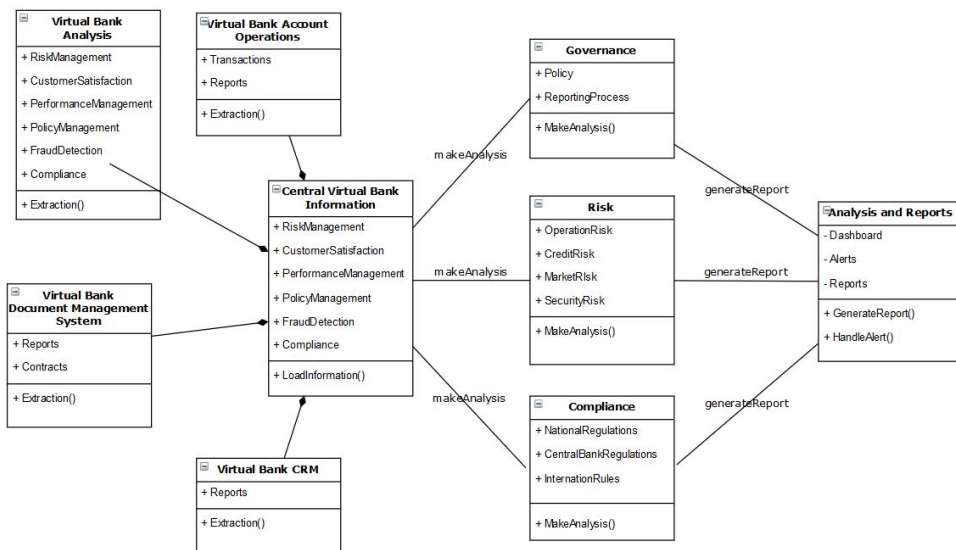 Virtual Bank
Analysis
+ RiskManagement
+ CustomerSatisfaction
+ PerformanceManagement
+ PolicyManagement
+ FraudDetection
+ Compliance
+ Extraction()
Virtual Bank Account
Operations
+ Transactions
+ Reports
+ Extraction()
Virtual Bank
Document Management
System
+ Reports
+ Contracts
+ Extraction()
Virtual Bank CRM
+ Reports
+ Extraction()
Central Virtual Bank
Information
+ RiskManagement
+ CustomerSatisfaction
+ PerformanceManagement
+ PolicyManagement
+ FraudDetection
+ Compliance
+ LoadInformation()
makeAnalysis
makeAnalysis
makeAnalysis
Governance
+ Policy
+ ReportingProcess
+ MakeAnalysis()
Risk
+ OperationRisk
+ CreditRisk
+ MarketRIsk
+ SecurityRisk
+ MakeAnalysis()
Compliance
+ NationalRegulations
+ CentralBankRegulations
+ InternationRules
+ MakeAnalysis()
generateReport
generateReport
generateReport
Analysis and Reports
- Dashboard
- Alerts
- Reports
+ GenerateReport()
+ HandleAlert()